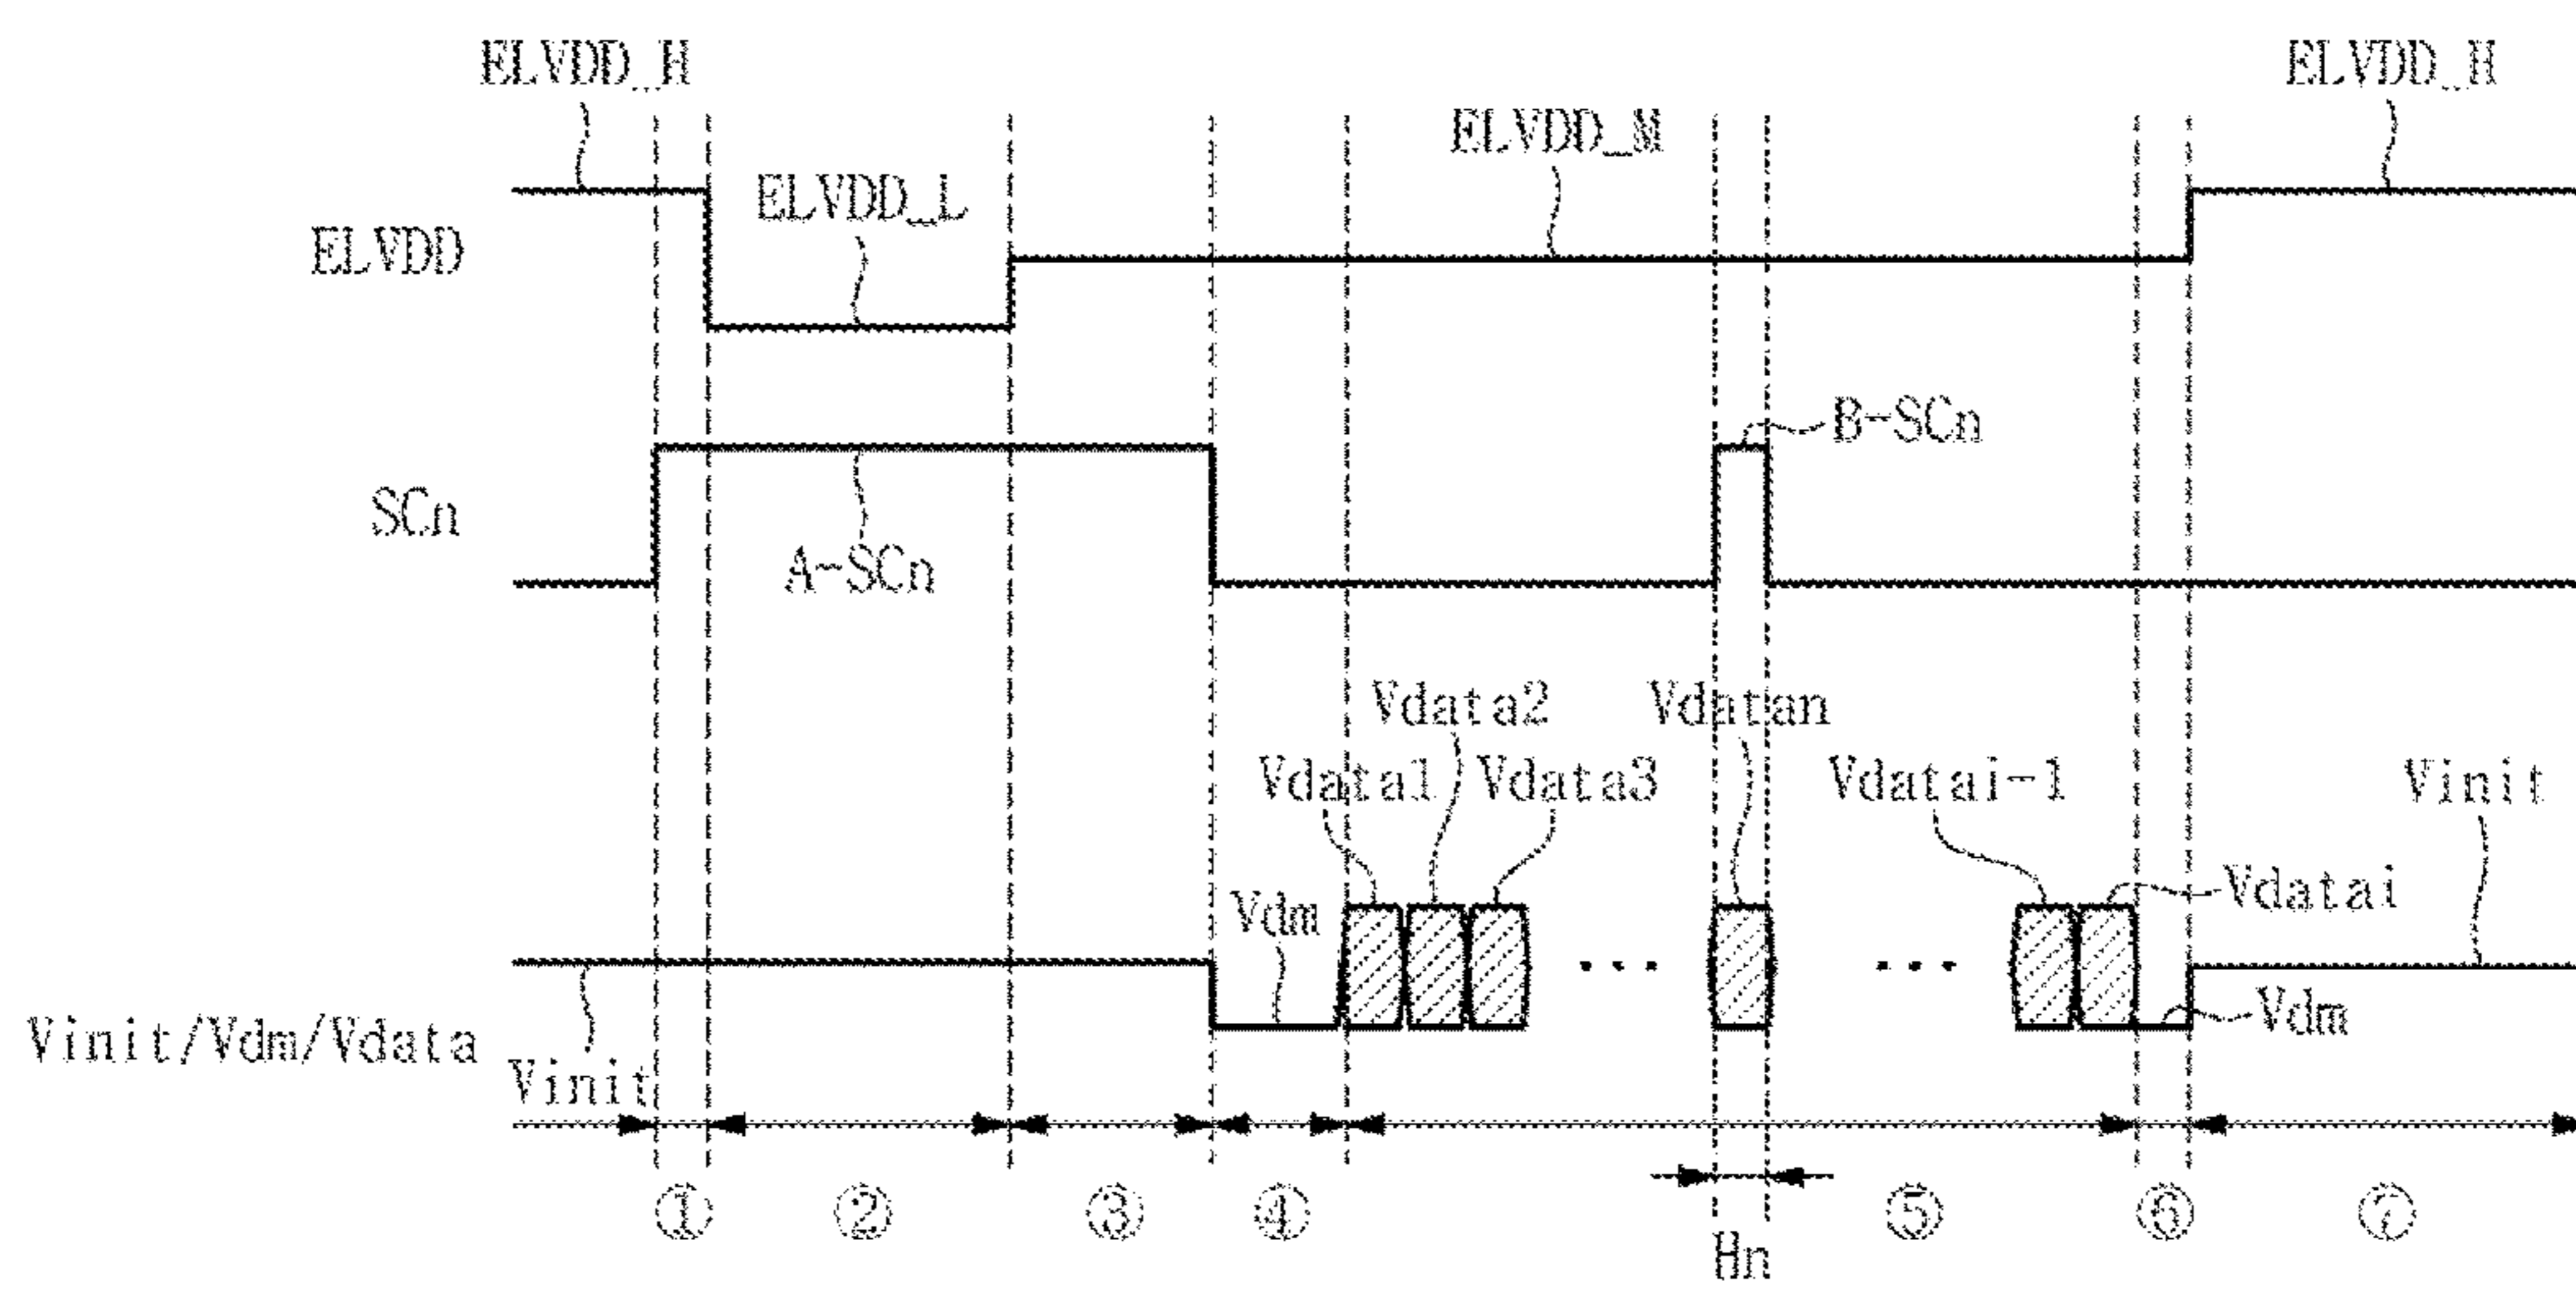 ELVDD_H
ELVDD_H
ELVDD_M
ELVDD_L
ELVDD
B-SCn
SCn
A-SCn
Vdata2
Vdatan
Vdata1
Vdata3
Vdatai-1
Vinit
Vdm
Vdatai
Vinit/Vdm/Vdata
Vinit
Vdm
...
...
① ② ③ ④ ⑤ ⑥ ⑦
Hn